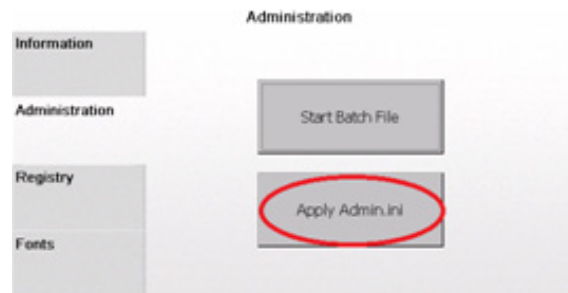 Administration
Information
Administration
Start Batch File
Registry
Apply Admin.ini
Fonts